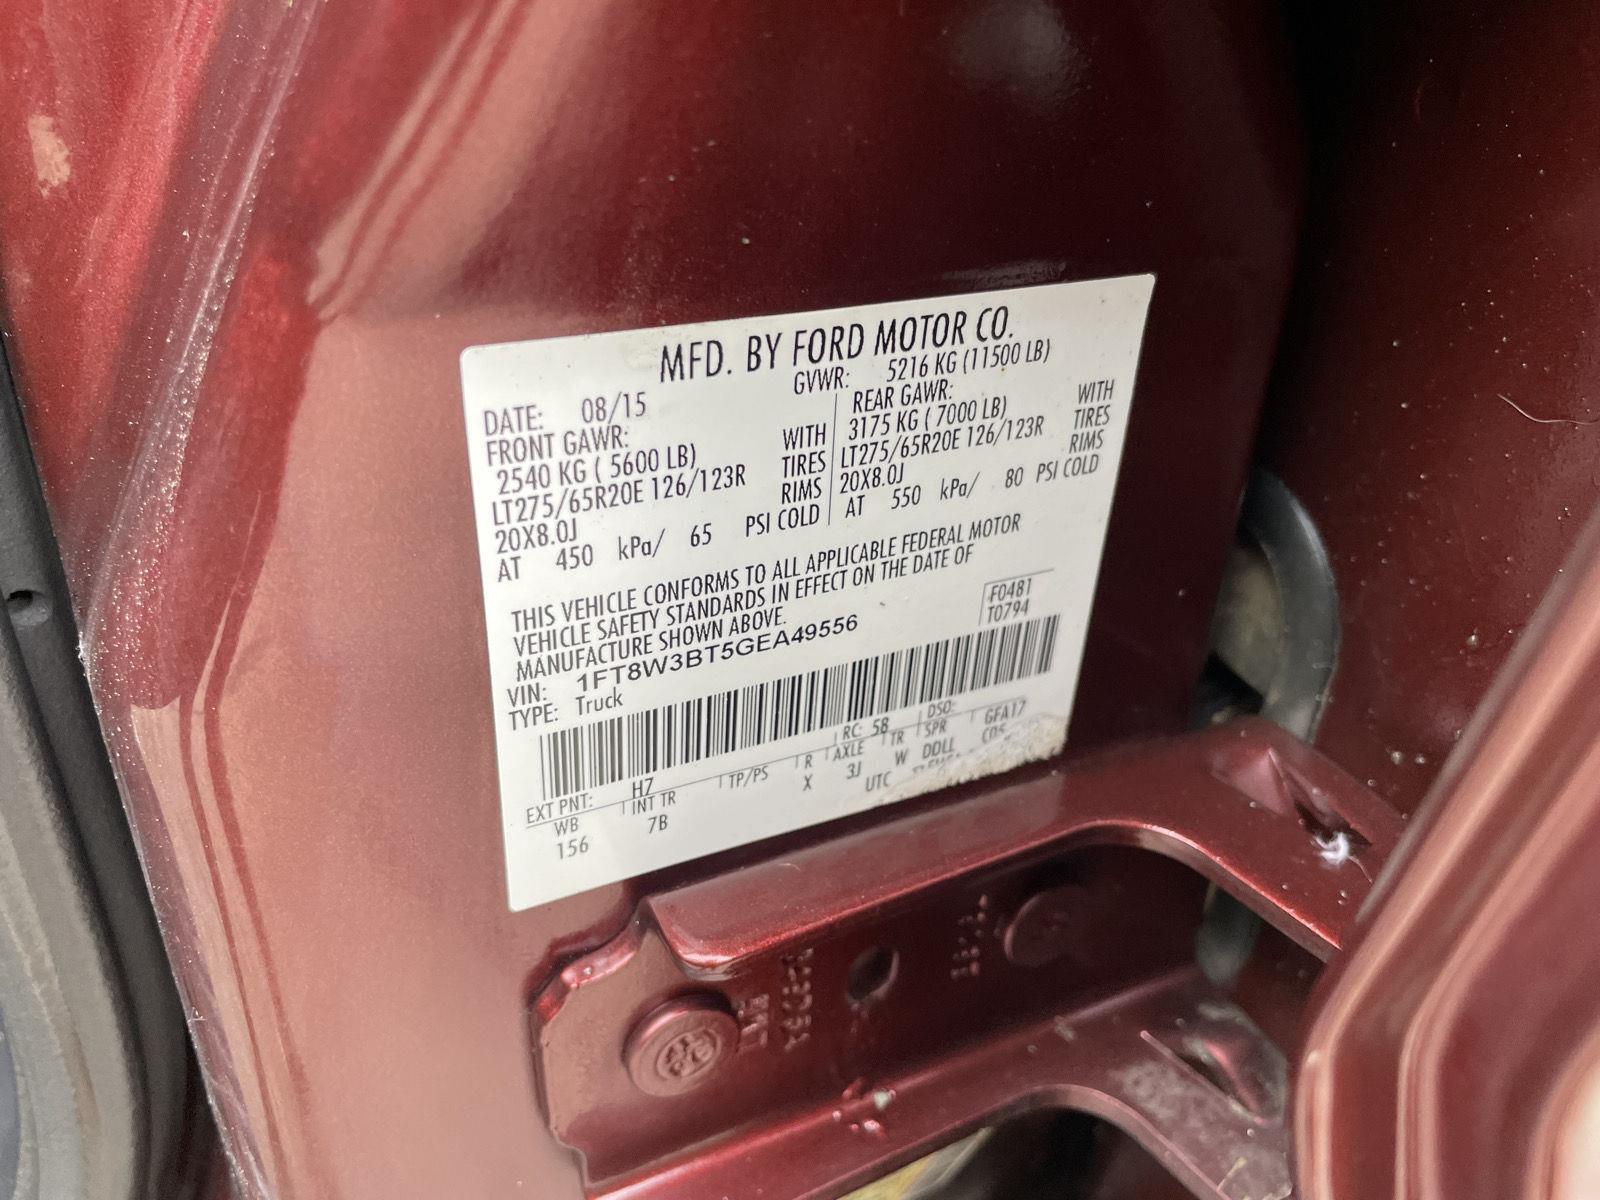 MFD. BY FORD MOTOR CO.
DATE: 08/15
GVWR: 5216 KG (11500 LB)
FRONT GAWR:
2540 KG ( 5600 LB) WITH
LT275/65R20E 126/123R TIRES
20X8.0J RIMS
AT 450 kPa/ 65 PSI COLD
REAR GAWR:
3175 KG ( 7000 LB) WITH
LT275/65R20E 126/123R TIRES
20X8.0J RIMS
AT 550 kPa/ 80 PSI COLD
THIS VEHICLE CONFORMS TO ALL APPLICABLE FEDERAL MOTOR
VEHICLE SAFETY STANDARDS IN EFFECT ON THE DATE OF
MANUFACTURE SHOWN ABOVE.
F0481
T0794
VIN: 1FT8W3BT5GEA49556
TYPE: Truck
EXT PNT: H7 RC: 58 DSO:
WB INT TR TP/PS R AXLE TR SPR GFA17
156 7B X 3J W DDLL
UTC